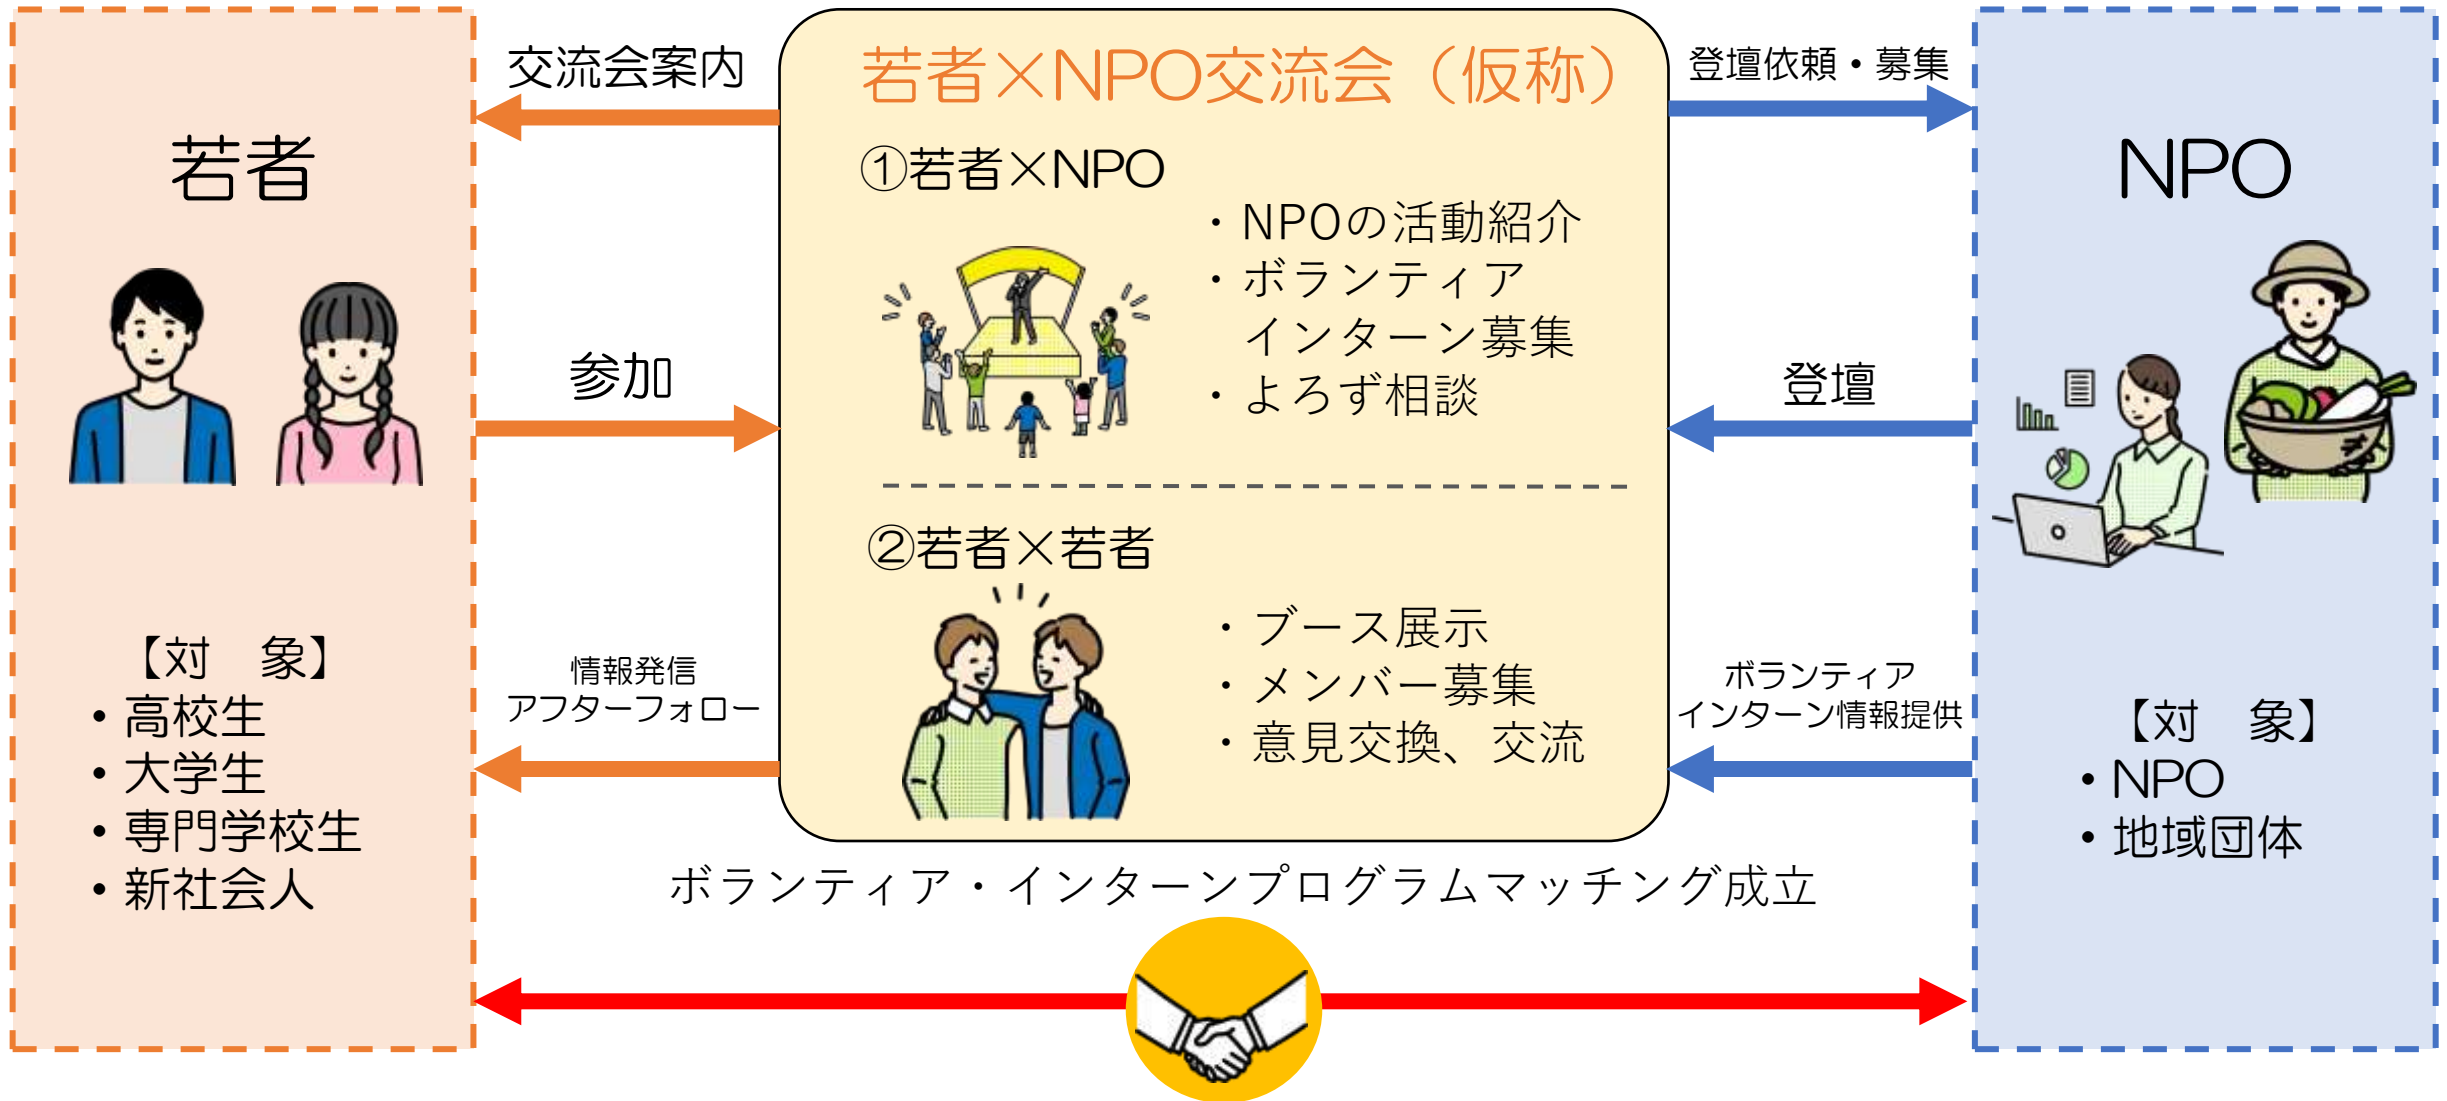 若者
【対　象】
・高校生
・大学生
・専門学校生
・新社会人
交流会案内
参加
情報発信
アフターフォロー
若者×NPO交流会（仮称）
①若者×NPO
・NPOの活動紹介
・ボランティア
インターン募集
・よろず相談
②若者×若者
・ブース展示
・メンバー募集
・意見交換、交流
登壇依頼・募集
登壇
ボランティア
インターン情報提供
NPO
【対　象】
・NPO
・地域団体
ボランティア・インターンプログラムマッチング成立